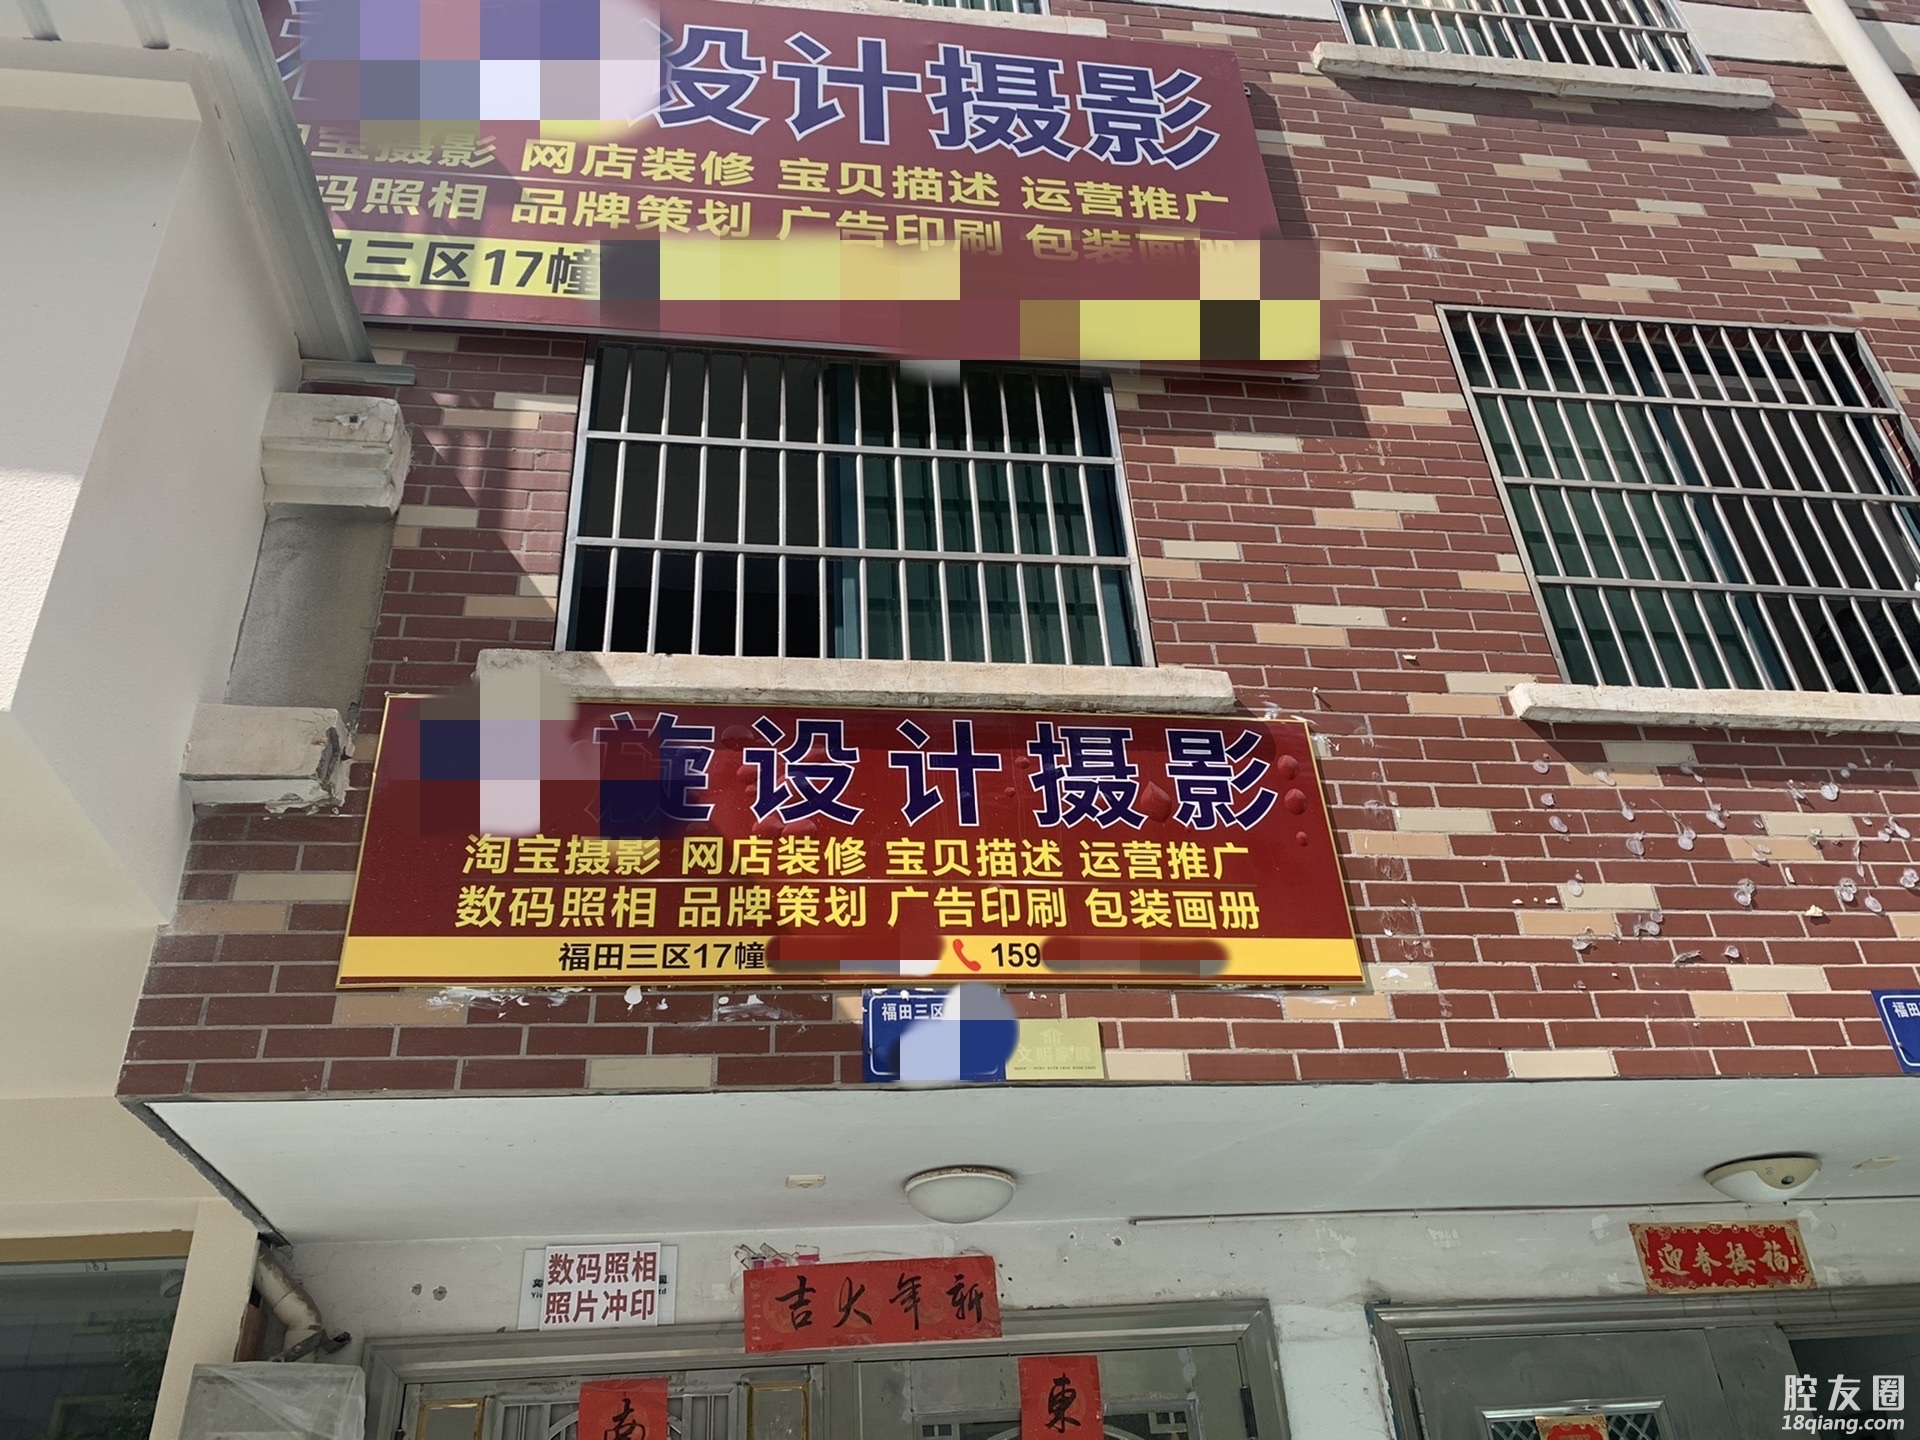 设计摄影
宝摄影 网店装修 宝贝描述 运营推广
码照相 品牌策划 广告印刷 包装画册
田三区17幢
旋设计摄影
淘宝摄影 网店装修 宝贝描述 运营推广
数码照相 品牌策划 广告印刷 包装画册
福田三区17幢 159
福田三区
文明家庭
福田
数码照相
照片冲印
吉大年新
迎春接福
南
東
腔友圈
18qiang.com